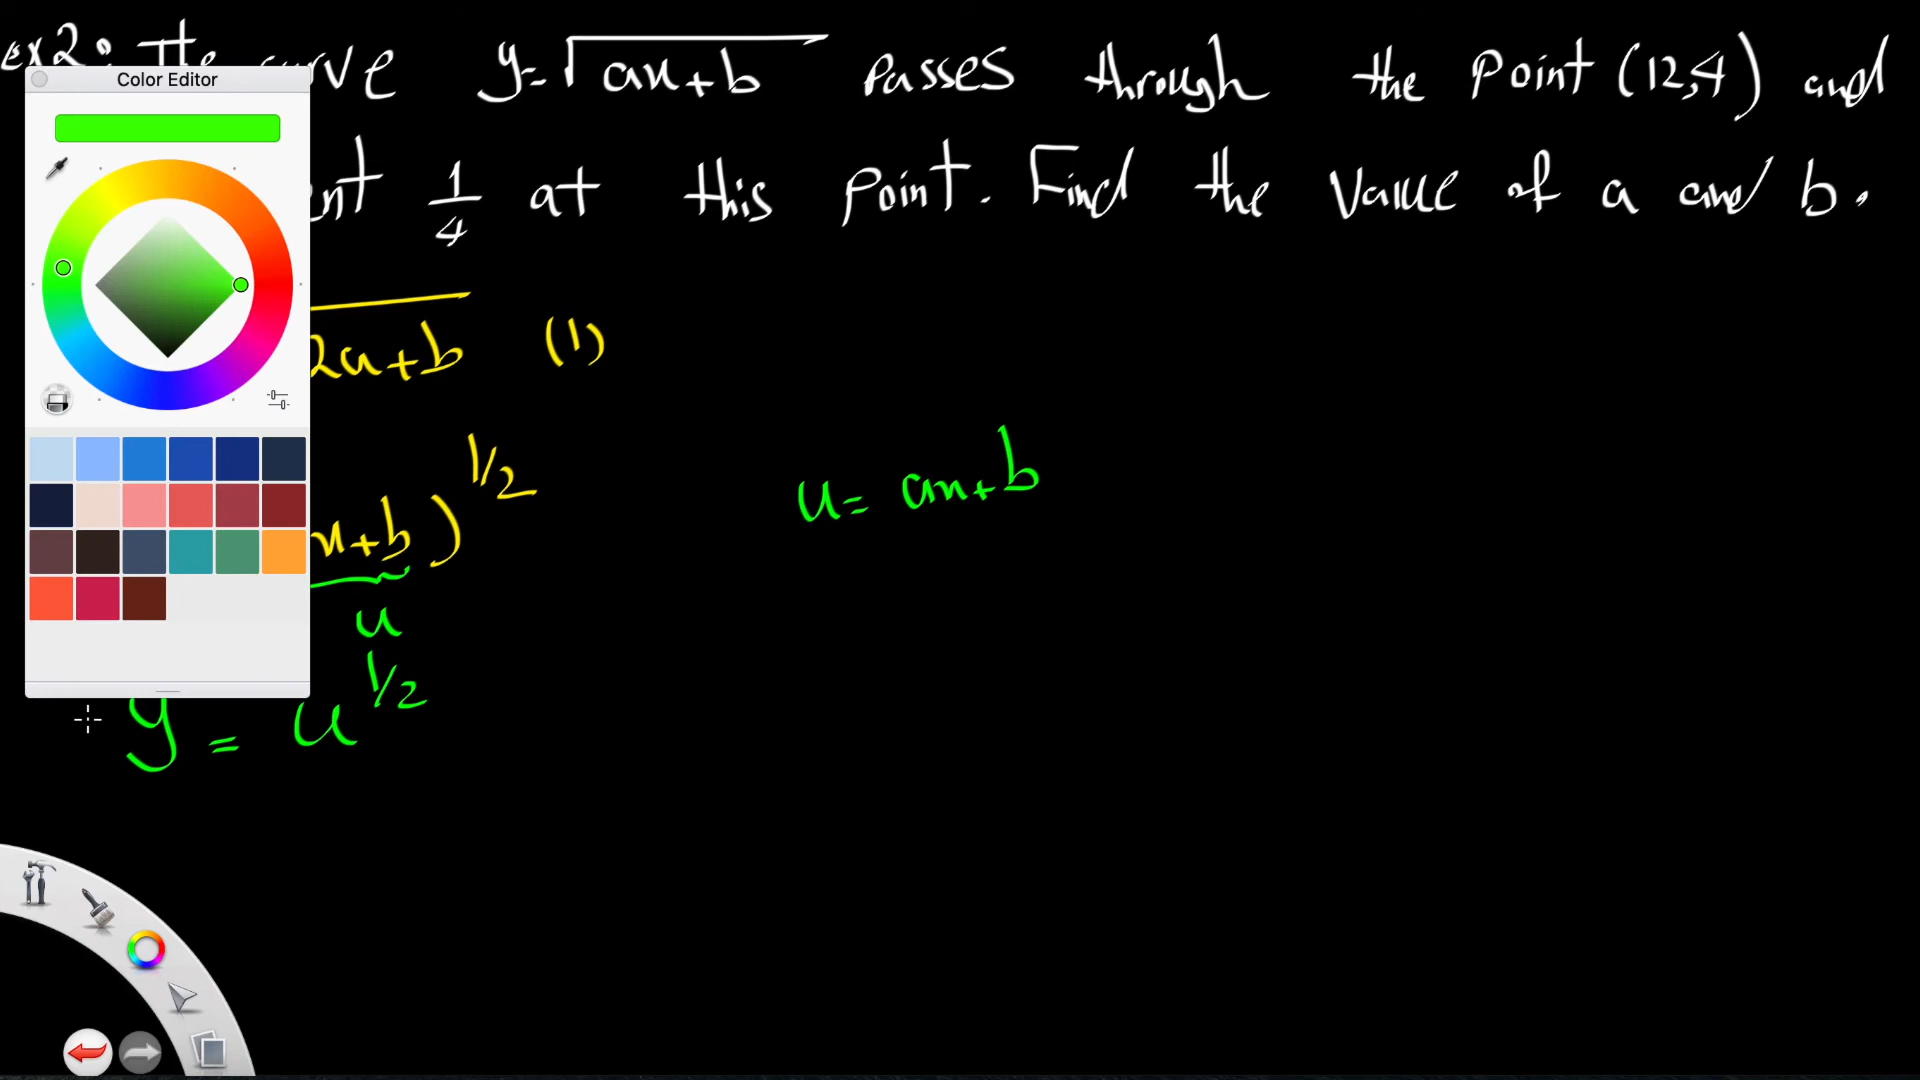 ex2: The curve y=√ax+b passes through the point (12,4) and
Color Editor
ent 1/4 at this point. Find the value of a and b.
2a+b (1)
x+b)^1/2 u= ax+b
u
y = u^1/2